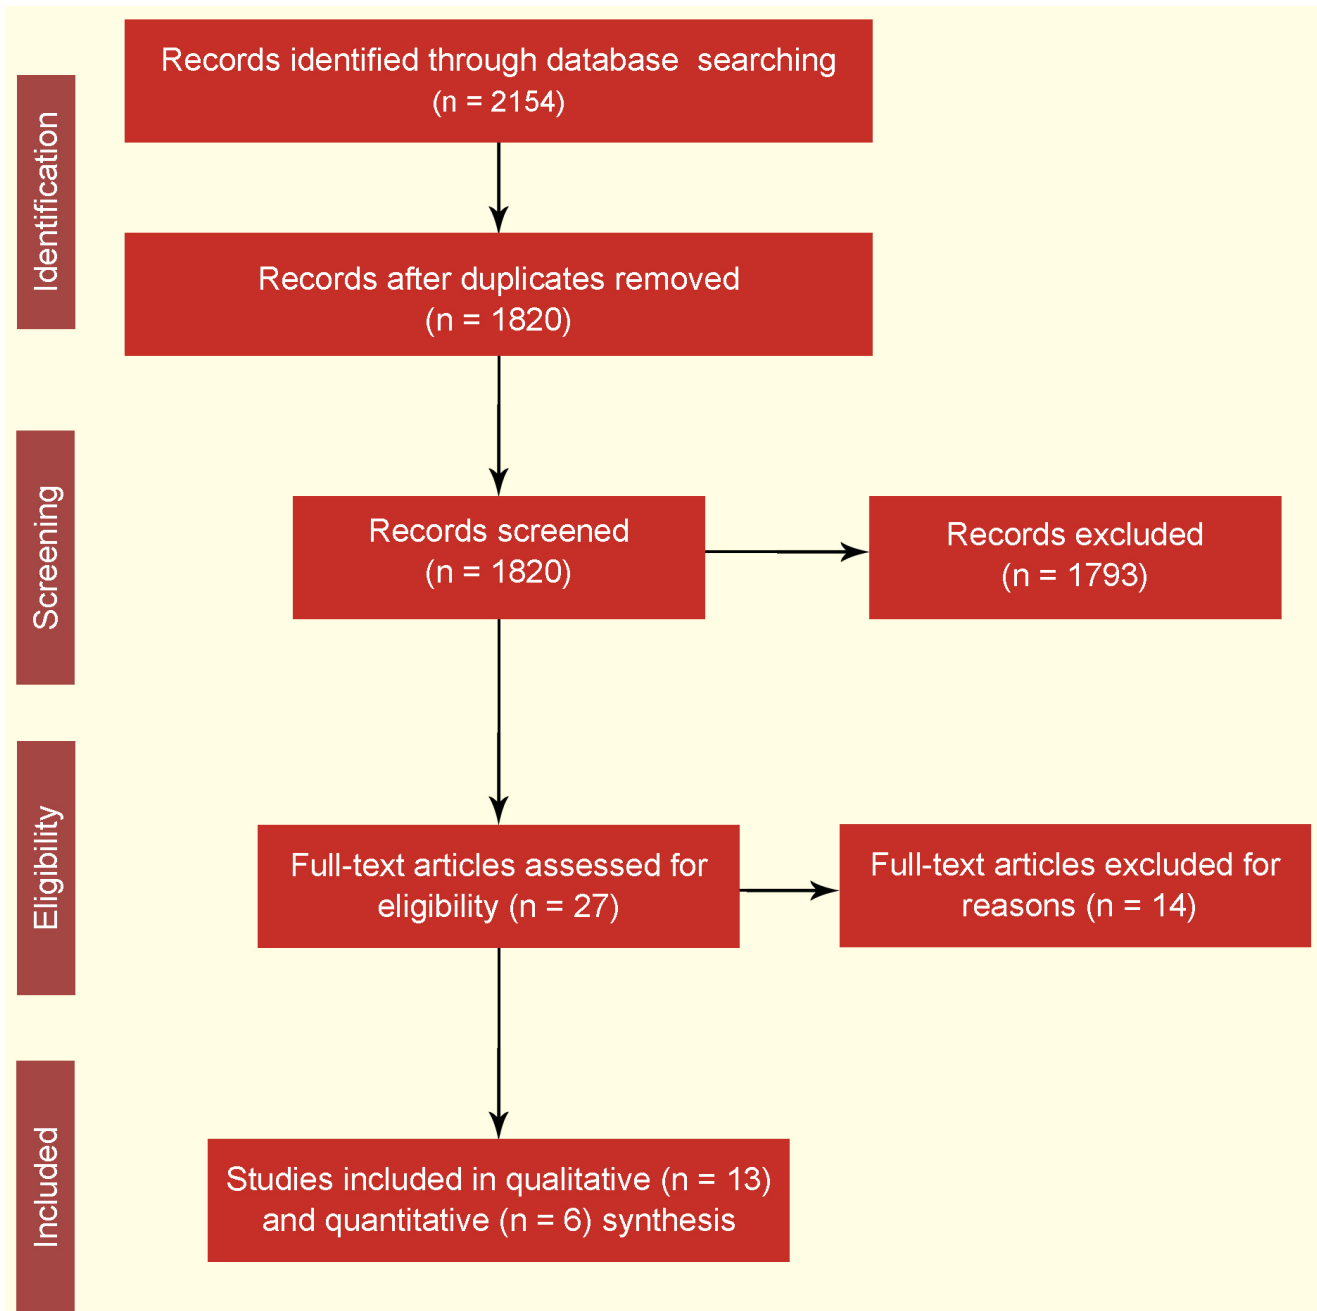 Identification
Records identified through database searching
(n = 2154)
Records after duplicates removed
(n = 1820)
Screening
Records screened
(n = 1820)
Records excluded
(n = 1793)
Eligibility
Full-text articles assessed for
eligibility (n = 27)
Full-text articles excluded for
reasons (n = 14)
Included
Studies included in qualitative (n = 13)
and quantitative (n = 6) synthesis